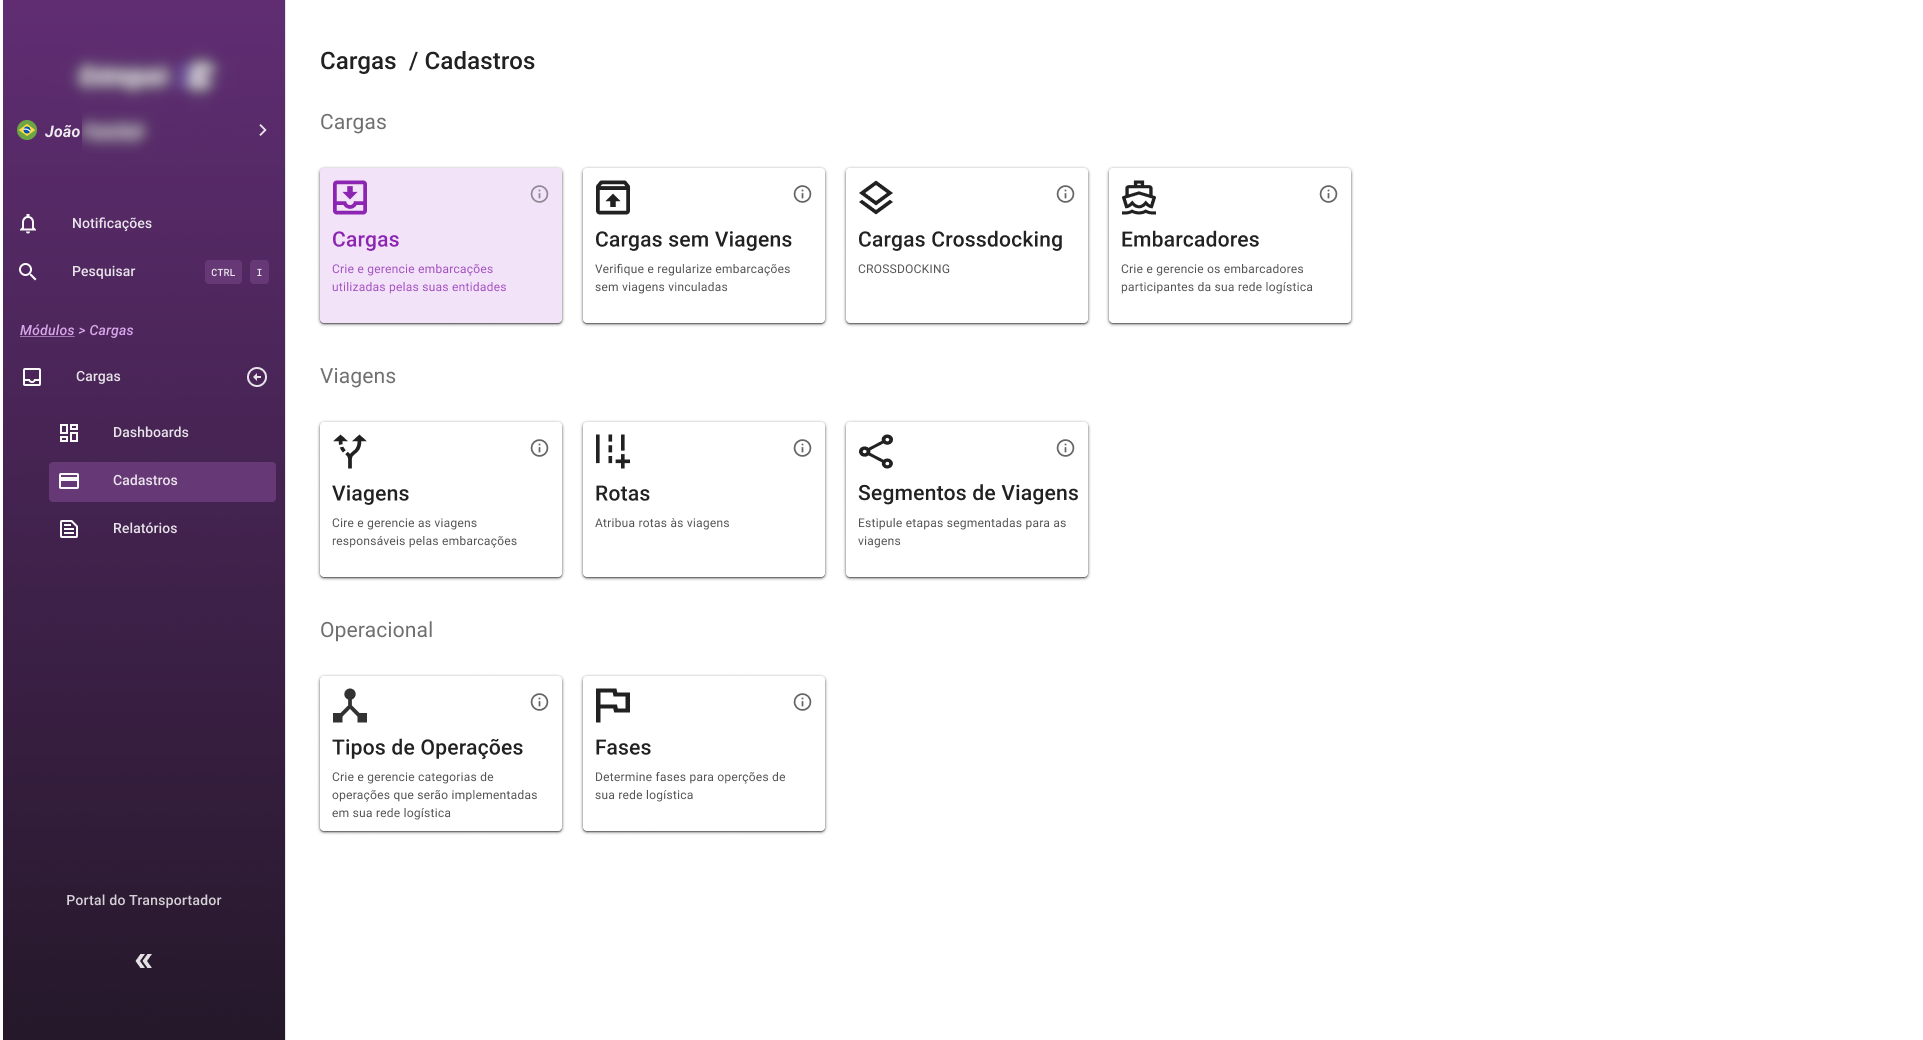 João
Notificações
Pesquisar
CTRL
I
Módulos > Cargas
Cargas
Dashboards
Cadastros
Relatórios
Portal do Transportador
Cargas / Cadastros
Cargas
Cargas
Crie e gerencie embarcações
utilizadas pelas suas entidades
Cargas sem Viagens
Verifique e regularize embarcações
sem viagens vinculadas
Cargas Crossdocking
CROSSDOCKING
Embarcadores
Crie e gerencie os embarcadores
participantes da sua rede logística
Viagens
Viagens
Cire e gerencie as viagens
responsáveis pelas embarcações
Rotas
Atribua rotas às viagens
Segmentos de Viagens
Estipule etapas segmentadas para as
viagens
Operacional
Tipos de Operações
Crie e gerencie categorias de
operações que serão implementadas
em sua rede logística
Fases
Determine fases para operções de
sua rede logística